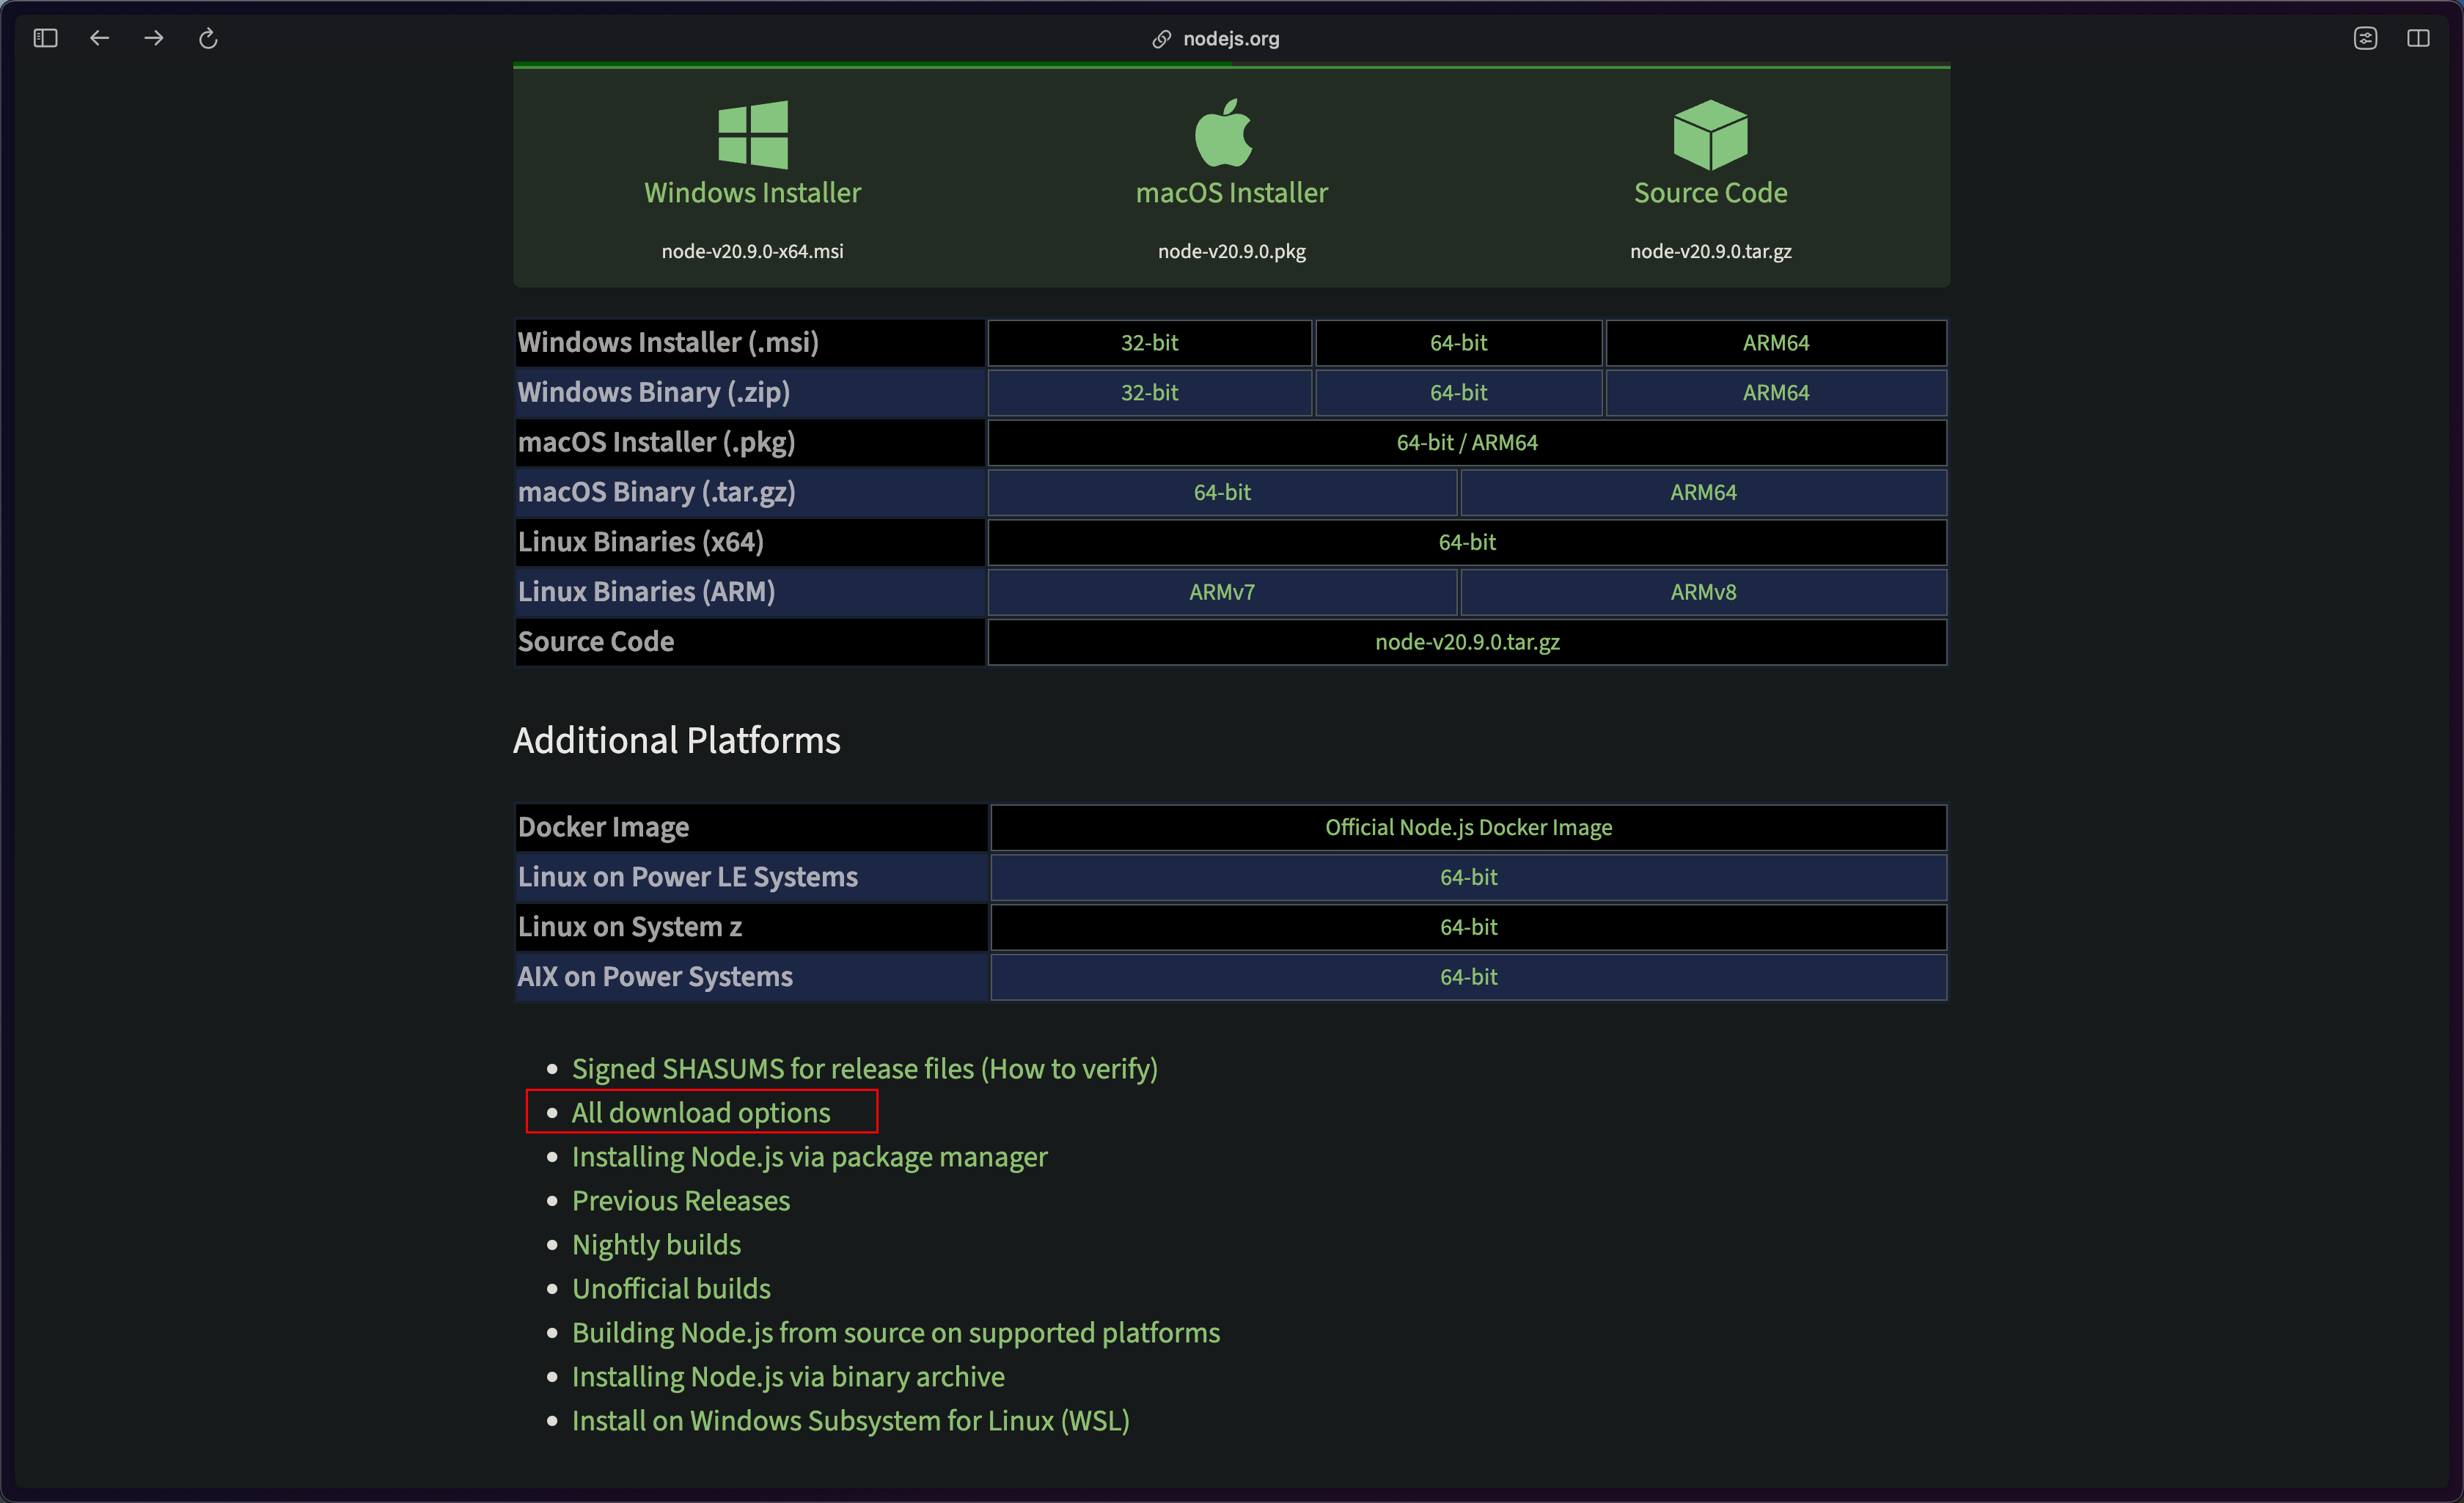 nodejs.org
Windows Installer macOS Installer Source Code
node-v20.9.0-x64.msi node-v20.9.0.pkg node-v20.9.0.tar.gz
Windows Installer (.msi) 32-bit 64-bit ARM64
Windows Binary (.zip) 32-bit 64-bit ARM64
macOS Installer (.pkg) 64-bit / ARM64
macOS Binary (.tar.gz) 64-bit ARM64
Linux Binaries (x64) 64-bit
Linux Binaries (ARM) ARMv7 ARMv8
Source Code node-v20.9.0.tar.gz
Additional Platforms
Docker Image Official Node.js Docker Image
Linux on Power LE Systems 64-bit
Linux on System z 64-bit
AIX on Power Systems 64-bit
• Signed SHASUMS for release files (How to verify)
• All download options
• Installing Node.js via package manager
• Previous Releases
• Nightly builds
• Unofficial builds
• Building Node.js from source on supported platforms
• Installing Node.js via binary archive
• Install on Windows Subsystem for Linux (WSL)